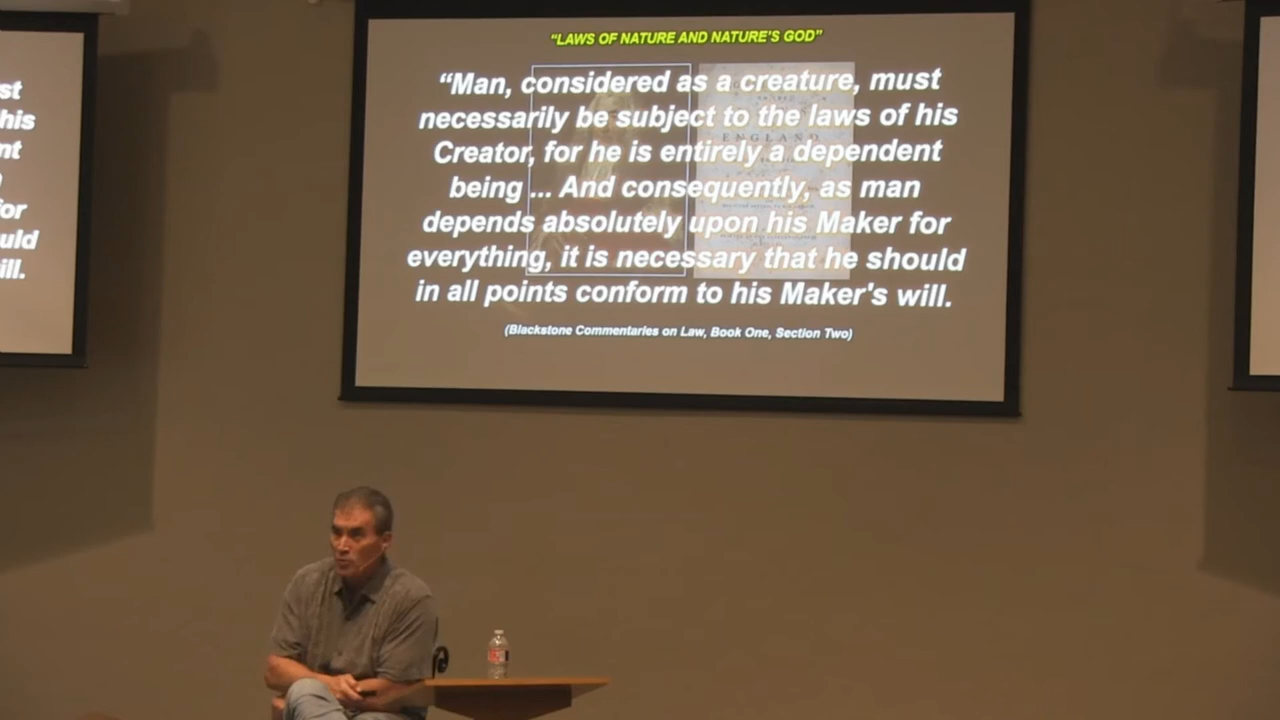 "LAWS OF NATURE AND NATURE'S GOD"
"Man, considered as a creature, must
necessarily be subject to the laws of his
Creator, for he is entirely a dependent
being ... And consequently, as man
depends absolutely upon his Maker for
everything, it is necessary that he should
in all points conform to his Maker's will.
(Blackstone Commentaries on Law, Book One, Section Two)
ENGLAND
his